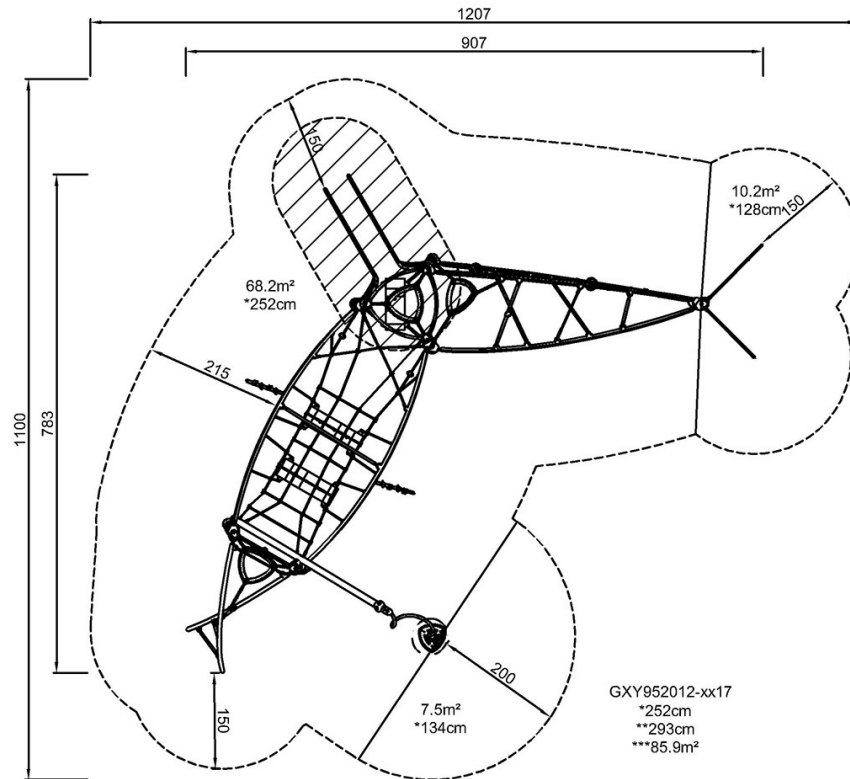 1207
907
150
10.2m²
*128cm
150
68.2m²
*252cm
215
1100
783
200
150
7.5m²
*134cm
GXY952012-xx17
*252cm
**293cm
***85.9m²